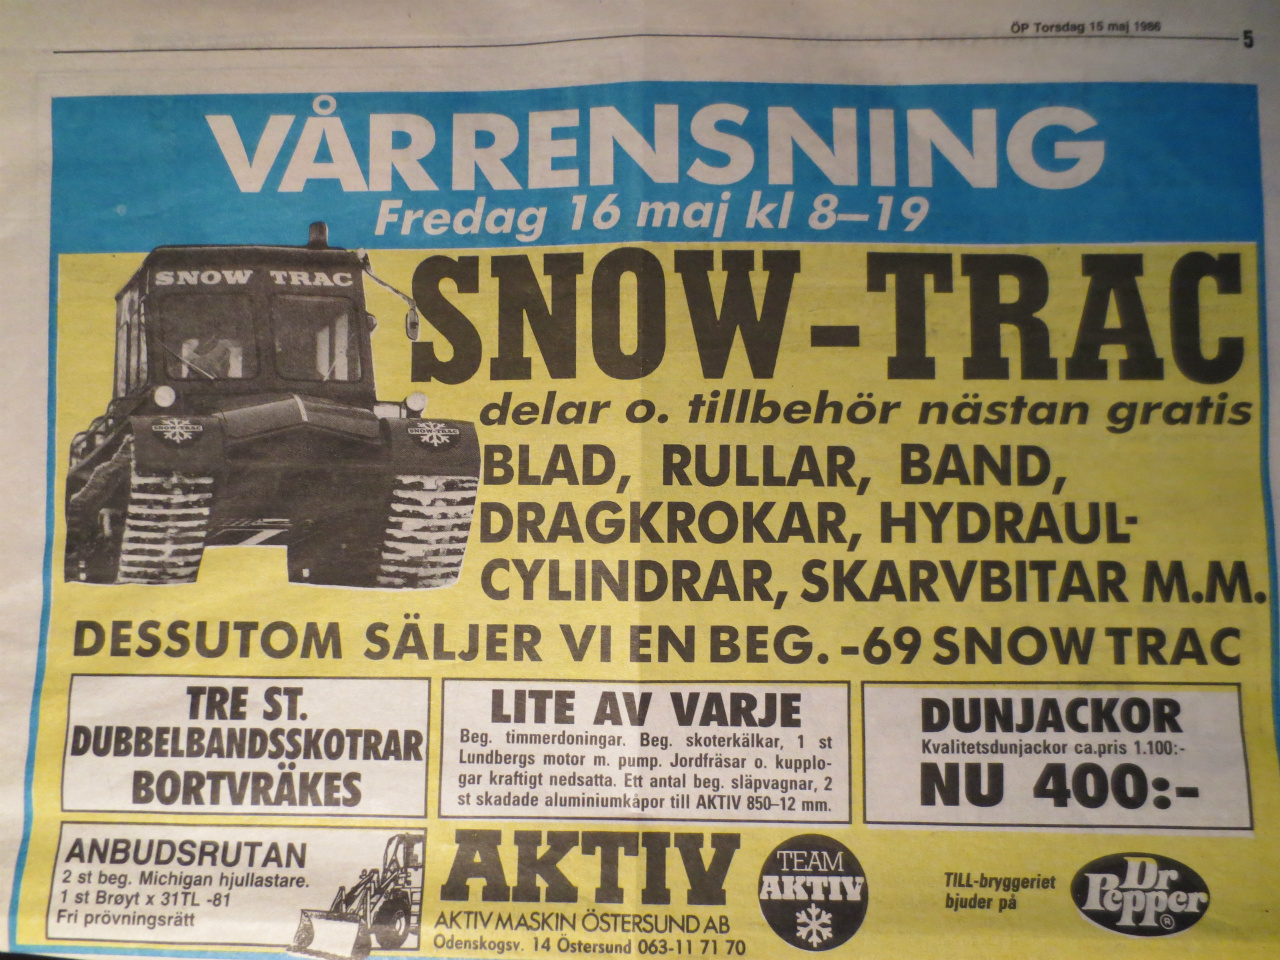 ÖP Torsdag 15 maj 1986
5
VÅRRENSNING
Fredag 16 maj kl 8–19
SNOW TRAC
SNOW-TRAC
SNOW-TRAC
SNOW-TRAC
delar o. tillbehör nästan gratis
BLAD, RULLAR, BAND,
DRAGKROKAR, HYDRAUL-
CYLINDRAR, SKARVBITAR M.M.
DESSUTOM SÄLJER VI EN BEG. -69 SNOW TRAC
TRE ST.
DUBBELBANDSSKOTRAR
BORTVRÄKES
LITE AV VARJE
Beg. timmerdoningar. Beg. skoterkälkar, 1 st
Lundbergs motor m. pump. Jordfräsar o. kupplo-
gar kraftigt nedsatta. Ett antal beg. släpvagnar, 2
st skadade aluminiumkåpor till AKTIV 850–12 mm.
DUNJACKOR
Kvalitetsdunjackor ca.pris 1.100:-
NU 400:-
ANBUDSRUTAN
2 st beg. Michigan hjullastare.
1 st Brøyt x 31TL -81
Fri prövningsrätt
AKTIV
AKTIV MASKIN ÖSTERSUND AB
Odenskogsv. 14 Östersund 063-11 71 70
TEAM
AKTIV
TILL-bryggeriet
bjuder på
Dr
Pepper
®